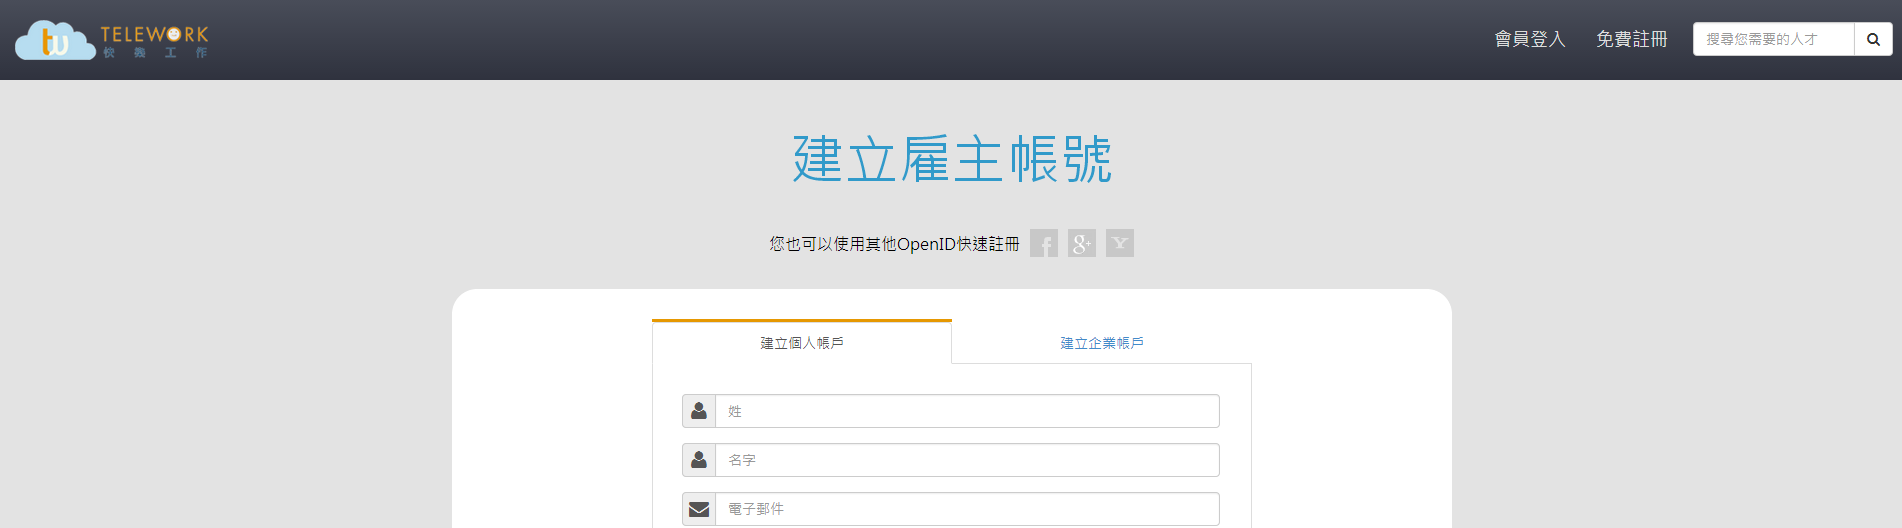 tw TELEWORK
快樂工作
會員登入 免費註冊 搜尋您需要的人才
建立雇主帳號
您也可以使用其他OpenID快速註冊 f g+ Y
建立個人帳戶 建立企業帳戶
姓
名字
電子郵件